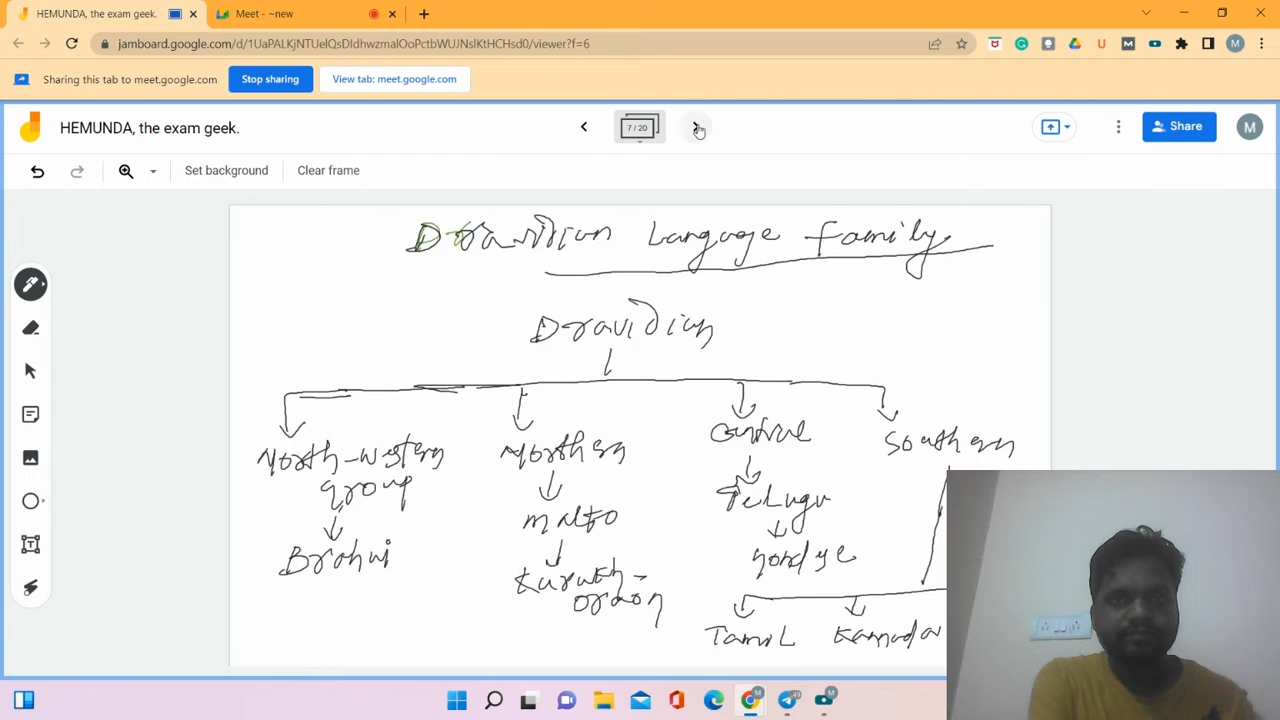 HEMUNDA, the exam geek.
Meet - ~new
jamboard.google.com/d/1UaPALKjNTUelQsDIdhwzmalOoPctbWUJNslKtHCHsd0/viewer?f=6
Sharing this tab to meet.google.com
Stop sharing
View tab: meet.google.com
HEMUNDA, the exam geek.
7 / 20
Share
M
Set background
Clear frame
Dravidian Language family
Dravidian
North-western group
Northern
Central
Southern
Brahui
Malto
Telugu
Kurukh-oraon
Tamil
Kannada